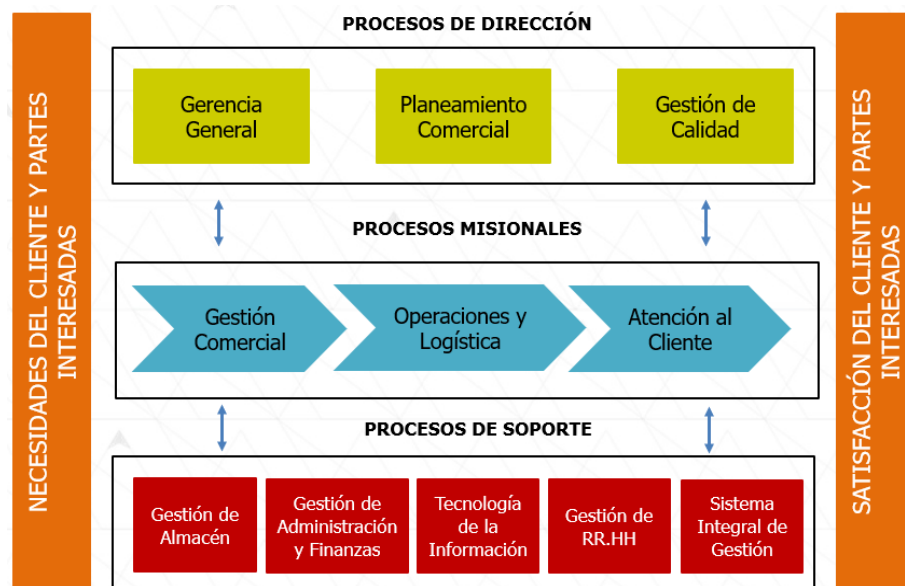 PROCESOS DE DIRECCIÓN
NECESIDADES DEL CLIENTE Y PARTES
INTERESADAS
Gerencia
General
Planeamiento
Comercial
Gestión de
Calidad
PROCESOS MISIONALES
Gestión
Comercial
Operaciones y
Logística
Atención al
Cliente
PROCESOS DE SOPORTE
Gestión de
Almacén
Gestión de
Administración
y Finanzas
Tecnología
de la
Información
Gestión de
RR.HH
Sistema
Integral de
Gestión
SATISFACCIÓN DEL CLIENTE Y PARTES
INTERESADAS